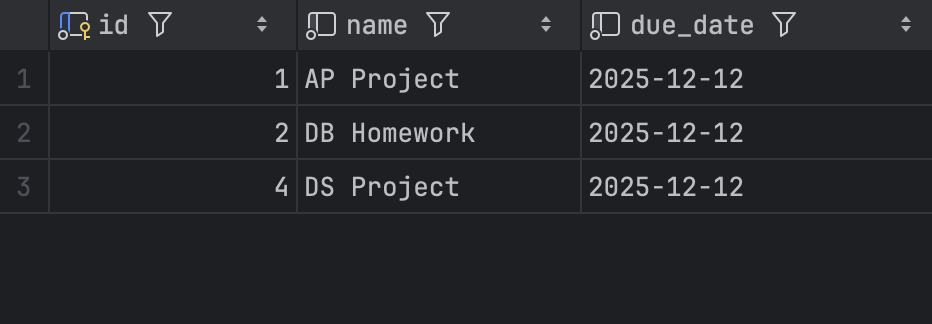 id name due_date
1 1 AP Project 2025-12-12
2 2 DB Homework 2025-12-12
3 4 DS Project 2025-12-12